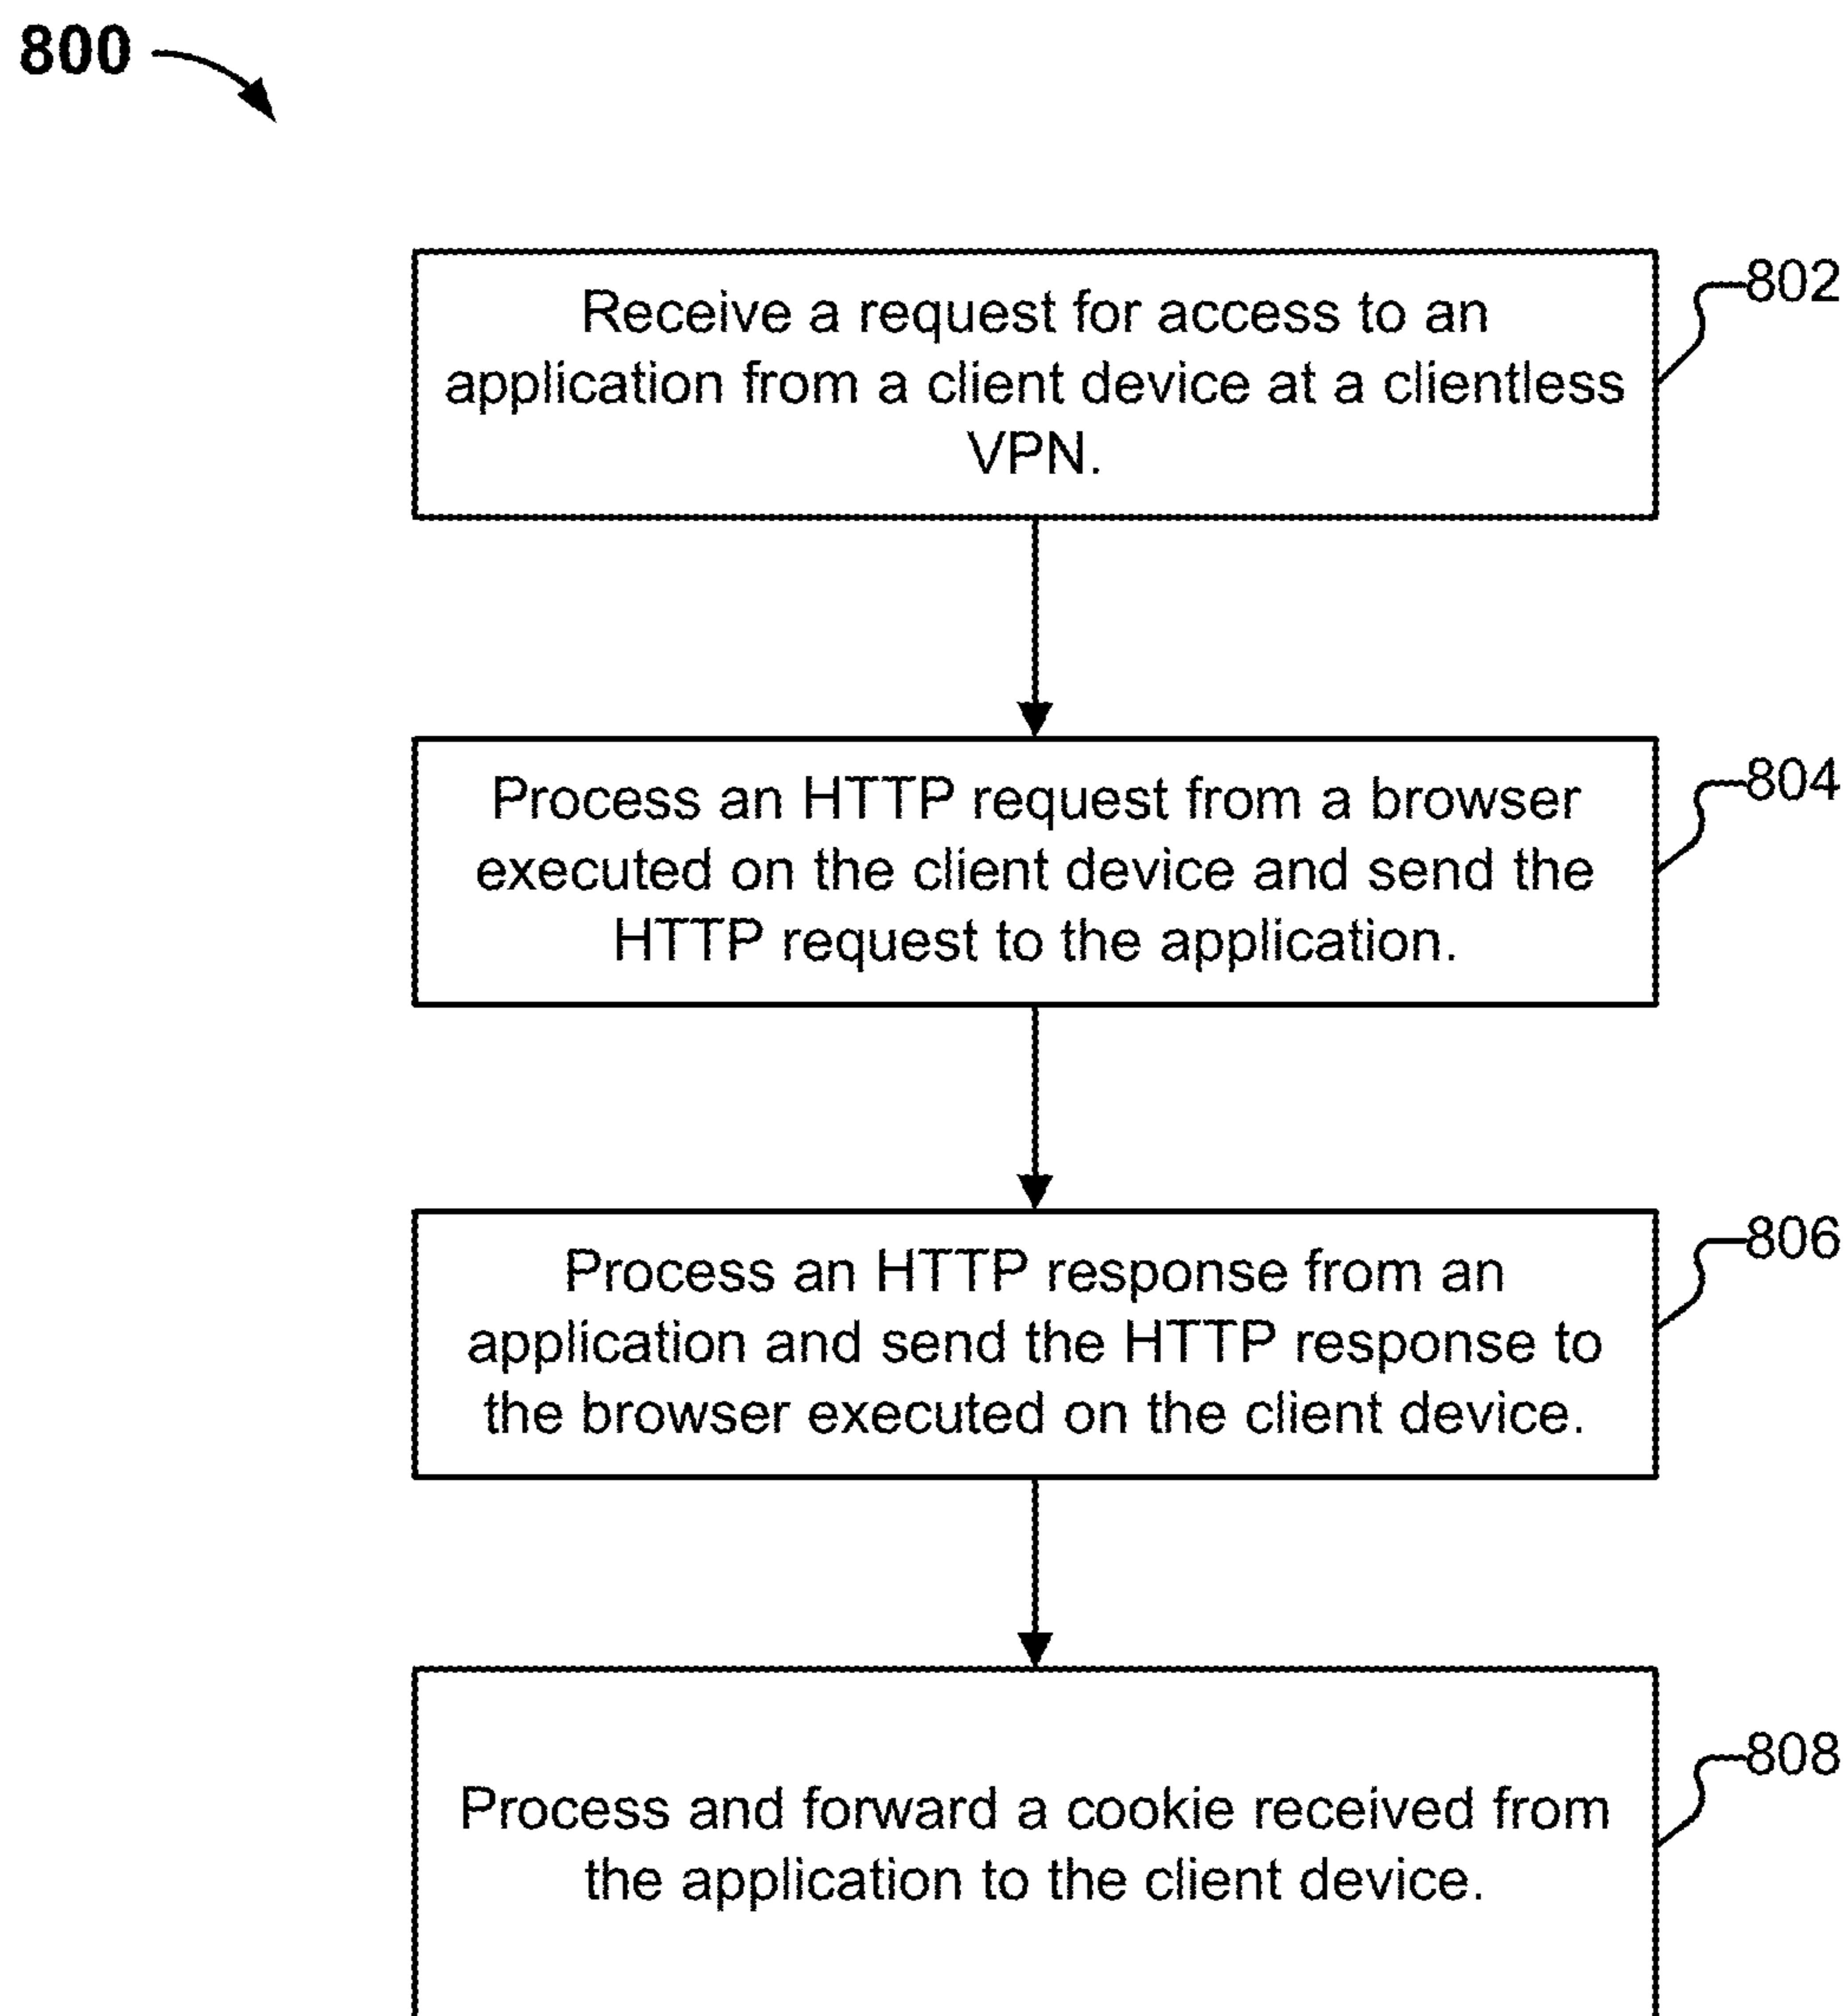 800
Receive a request for access to an
application from a client device at a clientless
VPN.
802
Process an HTTP request from a browser
executed on the client device and send the
HTTP request to the application.
804
Process an HTTP response from an
application and send the HTTP response to
the browser executed on the client device.
806
Process and forward a cookie received from
the application to the client device.
808